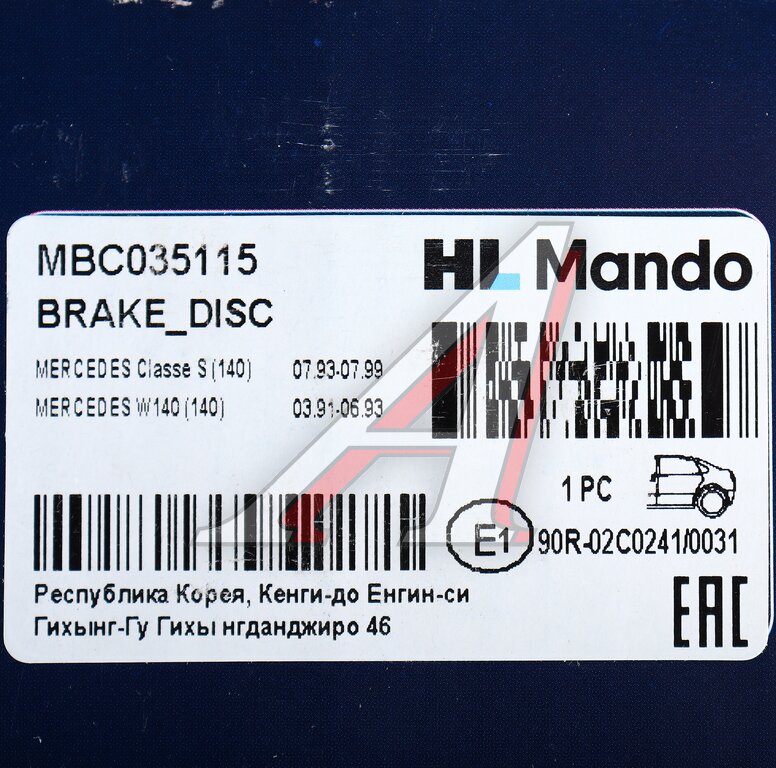 MBC035115
HL Mando
BRAKE_DISC
MERCEDES Classe S (140) 07.93-07.99
MERCEDES W140 (140) 03.91-06.93
1 PC
E1 90R-02C0241/0031
Республика Корея, Кенги-до Енгин-си
Гихынг-Гу Гихы нгданджиро 46
EAC